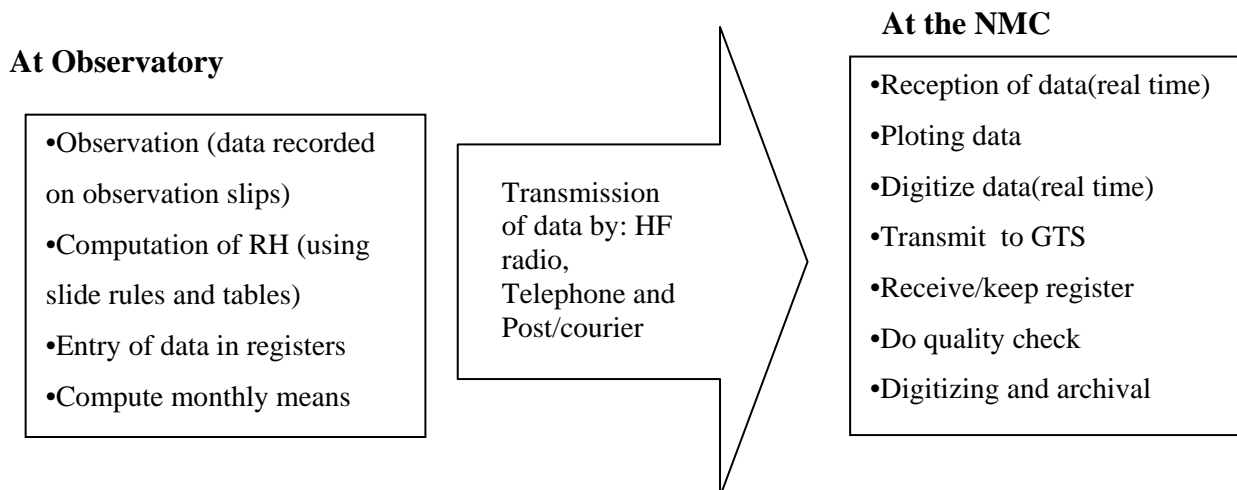 At Observatory
•Observation (data recorded
on observation slips)
•Computation of RH (using
slide rules and tables)
•Entry of data in registers
•Compute monthly means
Transmission
of data by: HF
radio,
Telephone and
Post/courier
At the NMC
•Reception of data(real time)
•Ploting data
•Digitize data(real time)
•Transmit  to GTS
•Receive/keep register
•Do quality check
•Digitizing and archival